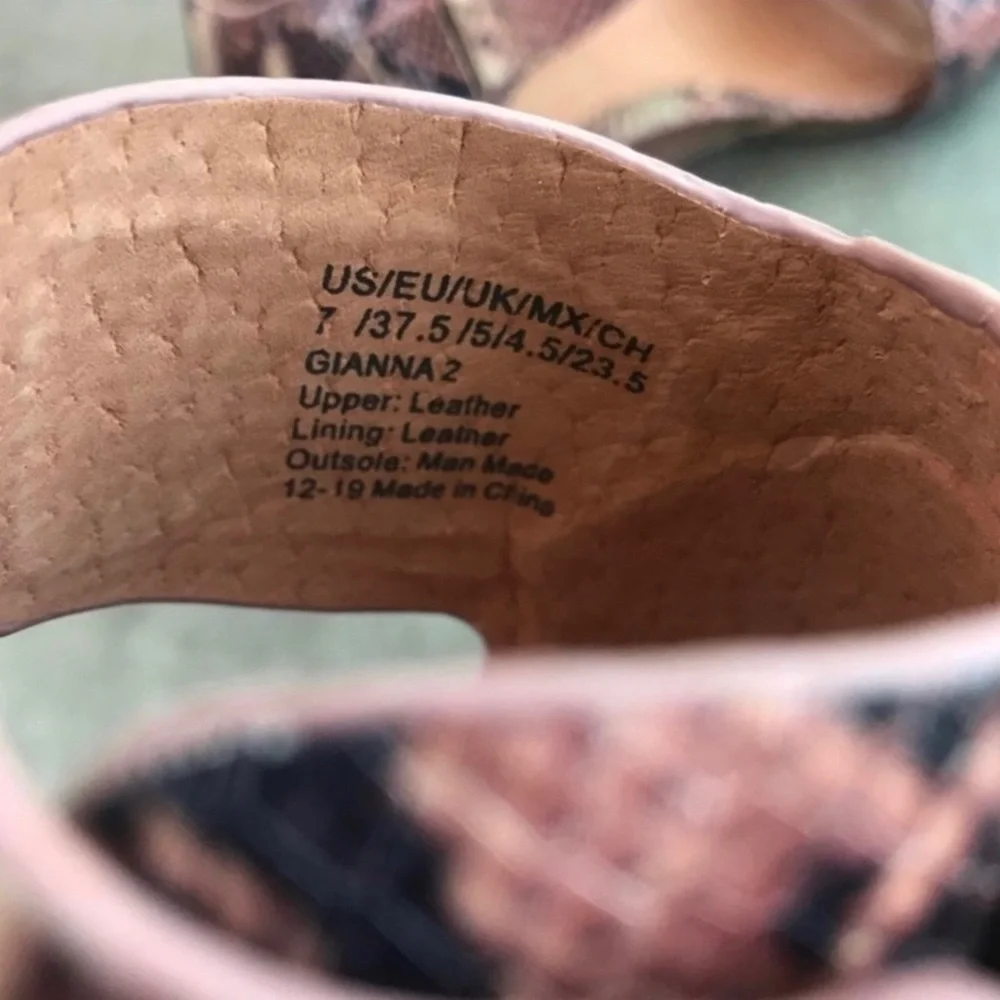 US/EU/UK/MX/CH
7 /37.5/5/4.5/23.5
GIANNA 2
Upper: Leather
Lining: Leather
Outsole: Man Made
12-19 Made in China